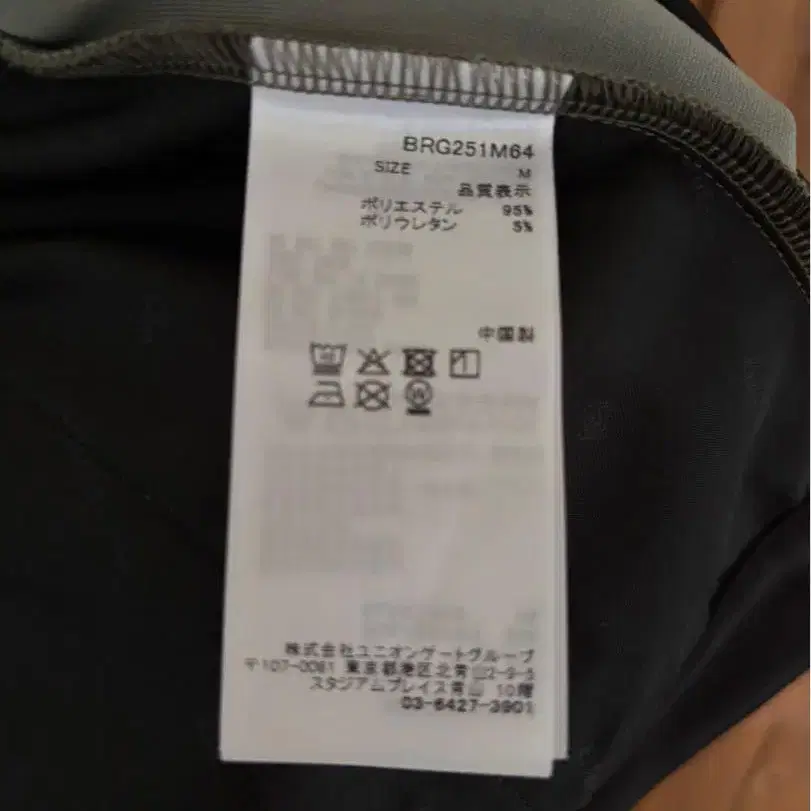 BRG251M64
SIZE M
品質表示
ポリエステル 95%
ポリウレタン 5%
中国製
株式会社ユニオンゲートグループ
〒107-0061 東京都港区北青山2-9-5
スタジアムプレイス青山 10階
03-6427-3901